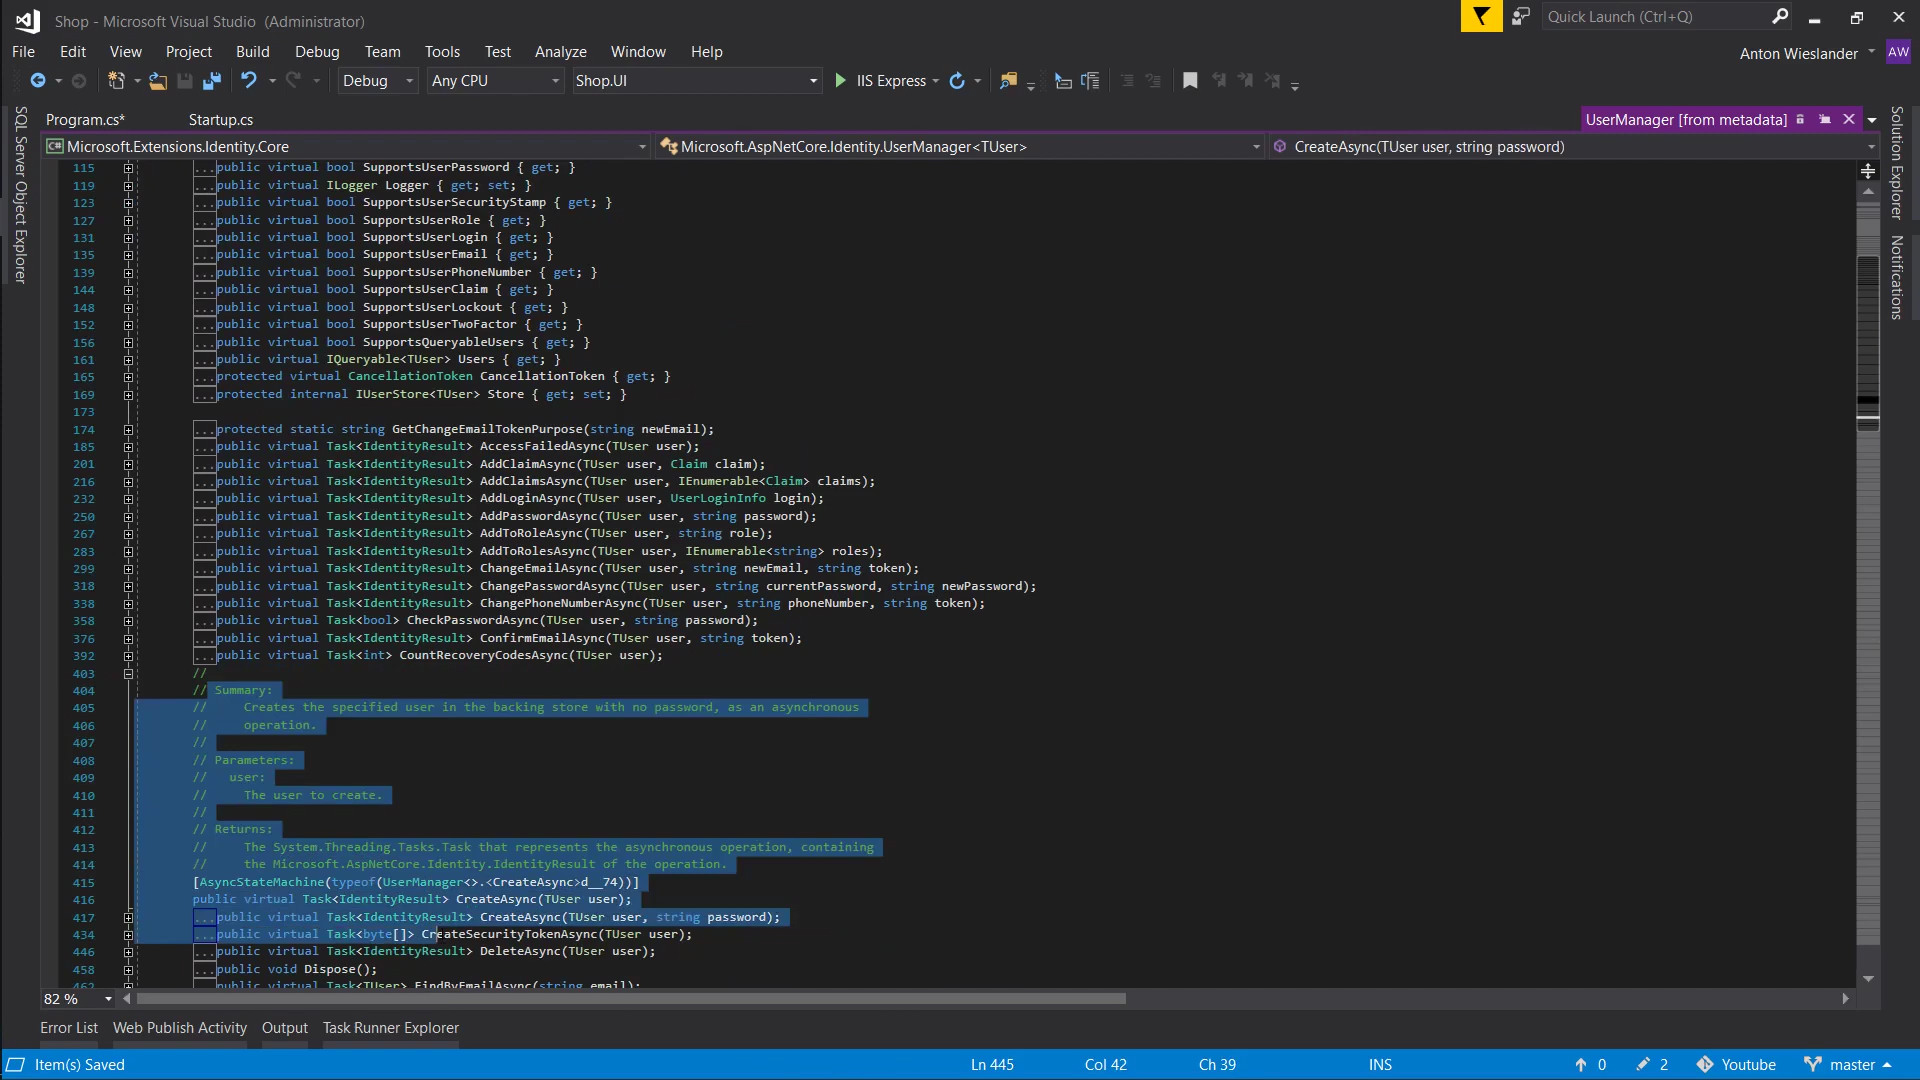 Shop - Microsoft Visual Studio (Administrator)
Quick Launch (Ctrl+Q)
File Edit View Project Build Debug Team Tools Test Analyze Window Help
Anton Wieslander AW
Debug Any CPU Shop.UI IIS Express
SQL Server Object Explorer
Solution Explorer
Notifications
Program.cs* Startup.cs UserManager [from metadata]
C# Microsoft.Extensions.Identity.Core Microsoft.AspNetCore.Identity.UserManager<TUser> CreateAsync(TUser user, string password)
115 ...public virtual bool SupportsUserPassword { get; }
119 ...public virtual ILogger Logger { get; set; }
123 ...public virtual bool SupportsUserSecurityStamp { get; }
127 ...public virtual bool SupportsUserRole { get; }
131 ...public virtual bool SupportsUserLogin { get; }
135 ...public virtual bool SupportsUserEmail { get; }
139 ...public virtual bool SupportsUserPhoneNumber { get; }
144 ...public virtual bool SupportsUserClaim { get; }
148 ...public virtual bool SupportsUserLockout { get; }
152 ...public virtual bool SupportsUserTwoFactor { get; }
156 ...public virtual bool SupportsQueryableUsers { get; }
161 ...public virtual IQueryable<TUser> Users { get; }
165 ...protected virtual CancellationToken CancellationToken { get; }
169 ...protected internal IUserStore<TUser> Store { get; set; }
173
174 ...protected static string GetChangeEmailTokenPurpose(string newEmail);
185 ...public virtual Task<IdentityResult> AccessFailedAsync(TUser user);
201 ...public virtual Task<IdentityResult> AddClaimAsync(TUser user, Claim claim);
216 ...public virtual Task<IdentityResult> AddClaimsAsync(TUser user, IEnumerable<Claim> claims);
232 ...public virtual Task<IdentityResult> AddLoginAsync(TUser user, UserLoginInfo login);
250 ...public virtual Task<IdentityResult> AddPasswordAsync(TUser user, string password);
267 ...public virtual Task<IdentityResult> AddToRoleAsync(TUser user, string role);
283 ...public virtual Task<IdentityResult> AddToRolesAsync(TUser user, IEnumerable<string> roles);
299 ...public virtual Task<IdentityResult> ChangeEmailAsync(TUser user, string newEmail, string token);
318 ...public virtual Task<IdentityResult> ChangePasswordAsync(TUser user, string currentPassword, string newPassword);
338 ...public virtual Task<IdentityResult> ChangePhoneNumberAsync(TUser user, string phoneNumber, string token);
358 ...public virtual Task<bool> CheckPasswordAsync(TUser user, string password);
376 ...public virtual Task<IdentityResult> ConfirmEmailAsync(TUser user, string token);
392 ...public virtual Task<int> CountRecoveryCodesAsync(TUser user);
403 //
404 // Summary:
405 // Creates the specified user in the backing store with no password, as an asynchronous
406 // operation.
407 //
408 // Parameters:
409 // user:
410 // The user to create.
411 //
412 // Returns:
413 // The System.Threading.Tasks.Task that represents the asynchronous operation, containing
414 // the Microsoft.AspNetCore.Identity.IdentityResult of the operation.
415 [AsyncStateMachine(typeof(UserManager<>.<CreateAsync>d__74))]
416 public virtual Task<IdentityResult> CreateAsync(TUser user);
417 ...public virtual Task<IdentityResult> CreateAsync(TUser user, string password);
434 ...public virtual Task<byte[]> CreateSecurityTokenAsync(TUser user);
446 ...public virtual Task<IdentityResult> DeleteAsync(TUser user);
458 ...public void Dispose();
462 ...public virtual Task<TUser> FindByEmailAsync(string email);
82 %
Error List Web Publish Activity Output Task Runner Explorer
Item(s) Saved Ln 445 Col 42 Ch 39 INS 0 2 Youtube master